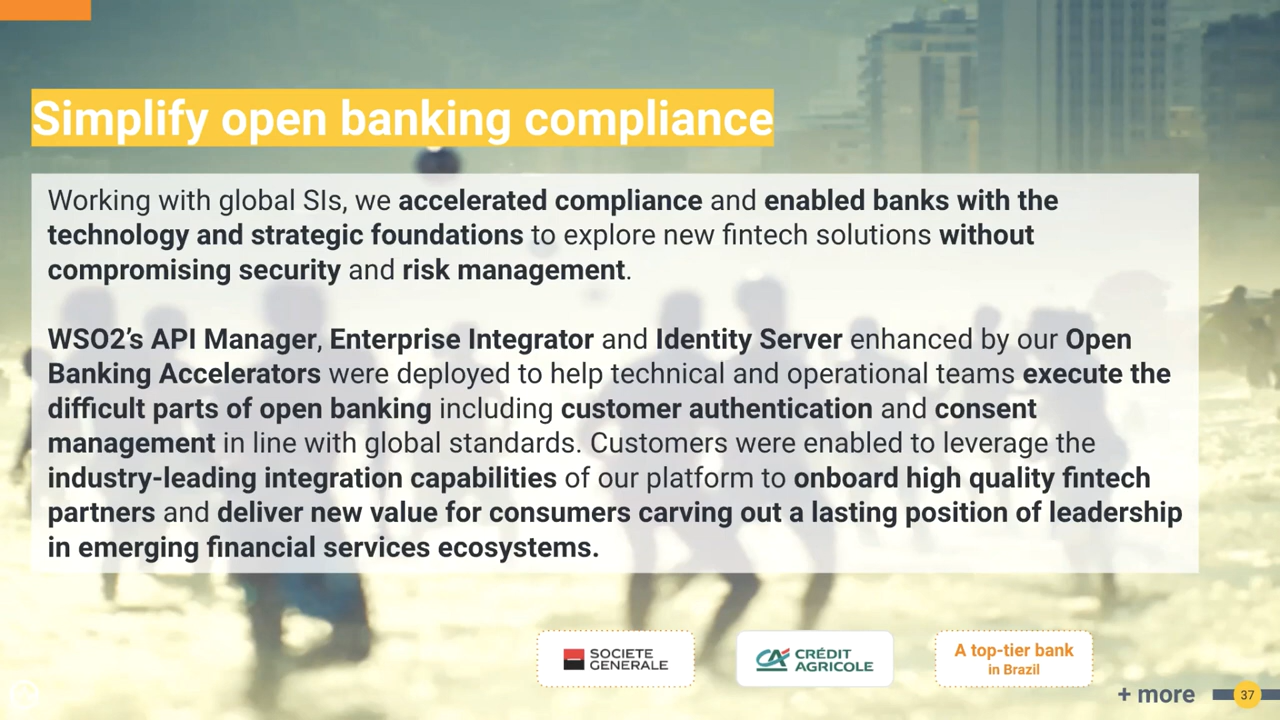 Simplify open banking compliance
Working with global SIs, we accelerated compliance and enabled banks with the
technology and strategic foundations to explore new fintech solutions without
compromising security and risk management.
WSO2’s API Manager, Enterprise Integrator and Identity Server enhanced by our Open
Banking Accelerators were deployed to help technical and operational teams execute the
difficult parts of open banking including customer authentication and consent
management in line with global standards. Customers were enabled to leverage the
industry-leading integration capabilities of our platform to onboard high quality fintech
partners and deliver new value for consumers carving out a lasting position of leadership
in emerging financial services ecosystems.
SOCIETE
GENERALE
CRÉDIT
AGRICOLE
A top-tier bank
in Brazil
+ more
37